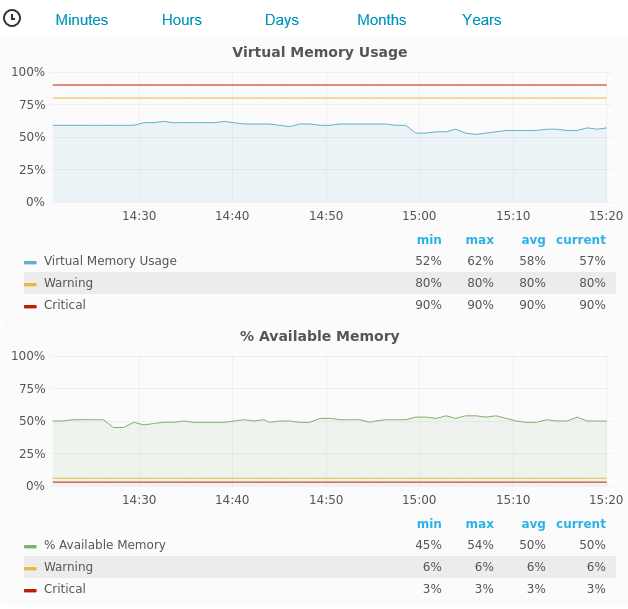 Minutes Hours Days Months Years
Virtual Memory Usage
100%
75%
50%
25%
0%
14:30 14:40 14:50 15:00 15:10 15:20
min max avg current
Virtual Memory Usage 52% 62% 58% 57%
Warning 80% 80% 80% 80%
Critical 90% 90% 90% 90%
% Available Memory
100%
75%
50%
25%
0%
14:30 14:40 14:50 15:00 15:10 15:20
min max avg current
% Available Memory 45% 54% 50% 50%
Warning 6% 6% 6% 6%
Critical 3% 3% 3% 3%